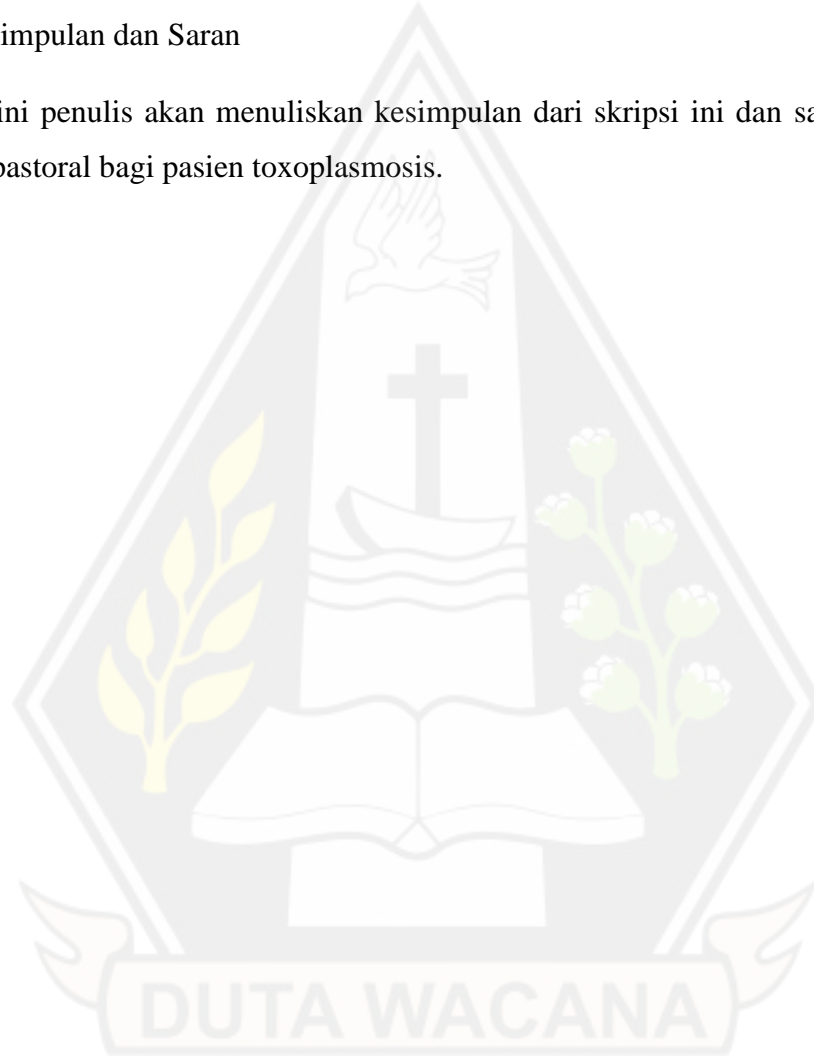 impulan dan Saran
ini penulis akan menuliskan kesimpulan dari skripsi ini dan sa
pastoral bagi pasien toxoplasmosis.
DUTA WACANA